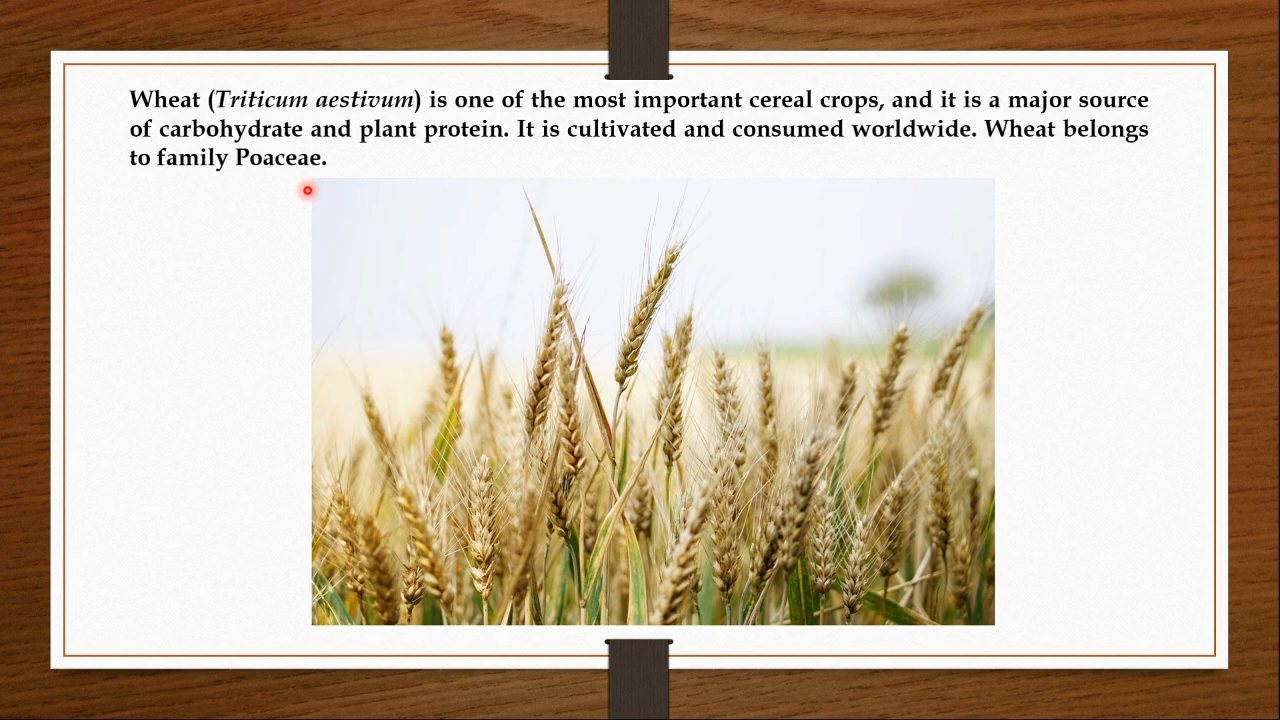 Wheat (Triticum aestivum) is one of the most important cereal crops, and it is a major source
of carbohydrate and plant protein. It is cultivated and consumed worldwide. Wheat belongs
to family Poaceae.